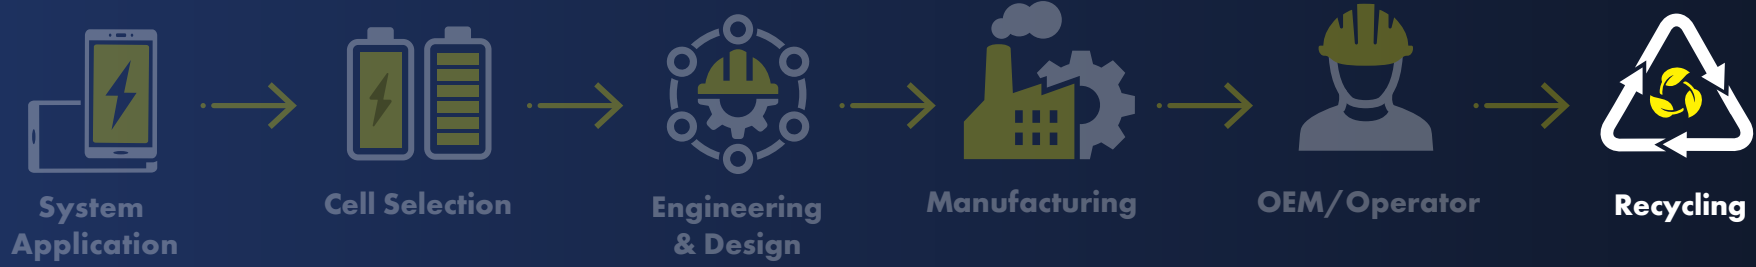 System
Application
Cell Selection
Engineering
& Design
Manufacturing
OEM/Operator
Recycling